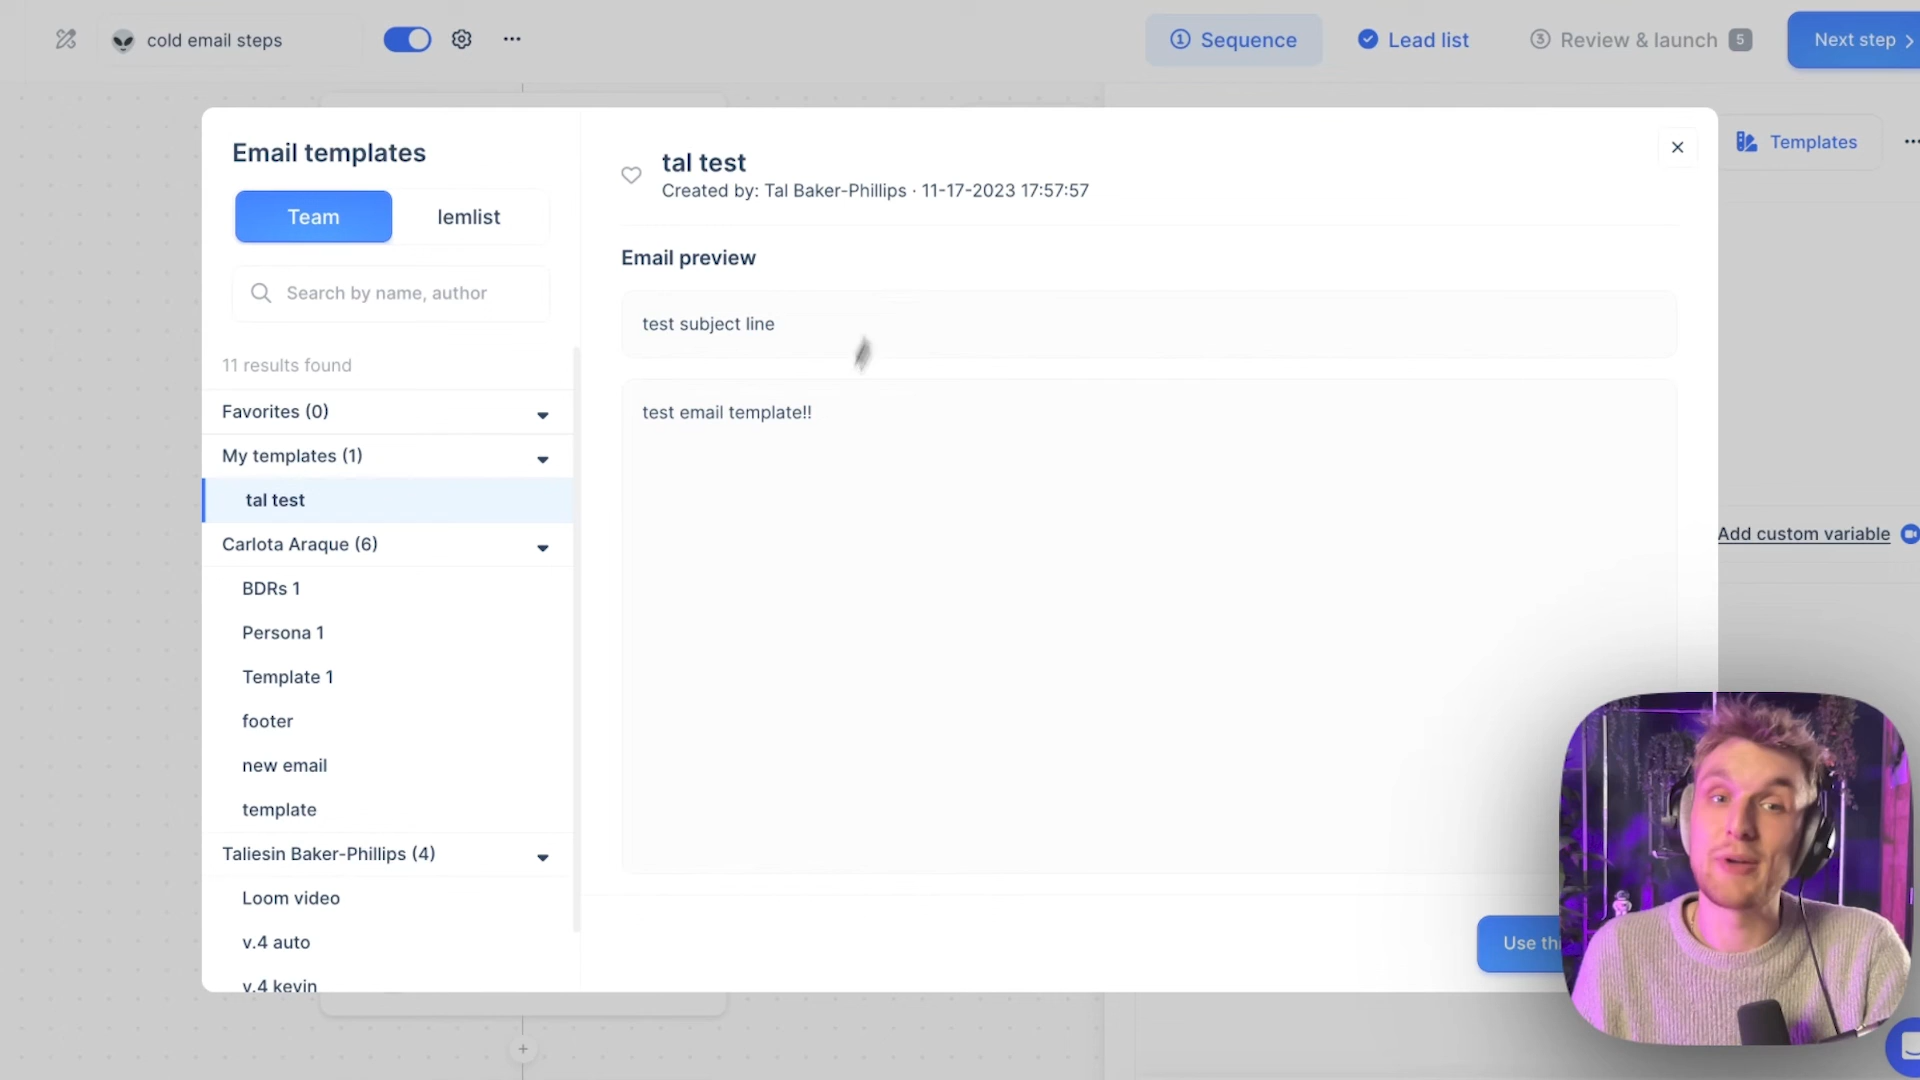 cold email steps
1 Sequence
Lead list
3 Review & launch 5
Next step
Email templates
Team
lemlist
Search by name, author
11 results found
Favorites (0)
My templates (1)
tal test
Carlota Araque (6)
BDRs 1
Persona 1
Template 1
footer
new email
template
Taliesin Baker-Phillips (4)
Loom video
v.4 auto
v.4 kevin
tal test
Created by: Tal Baker-Phillips · 11-17-2023 17:57:57
Email preview
test subject line
test email template!!
Use thi
Templates
Add custom variable